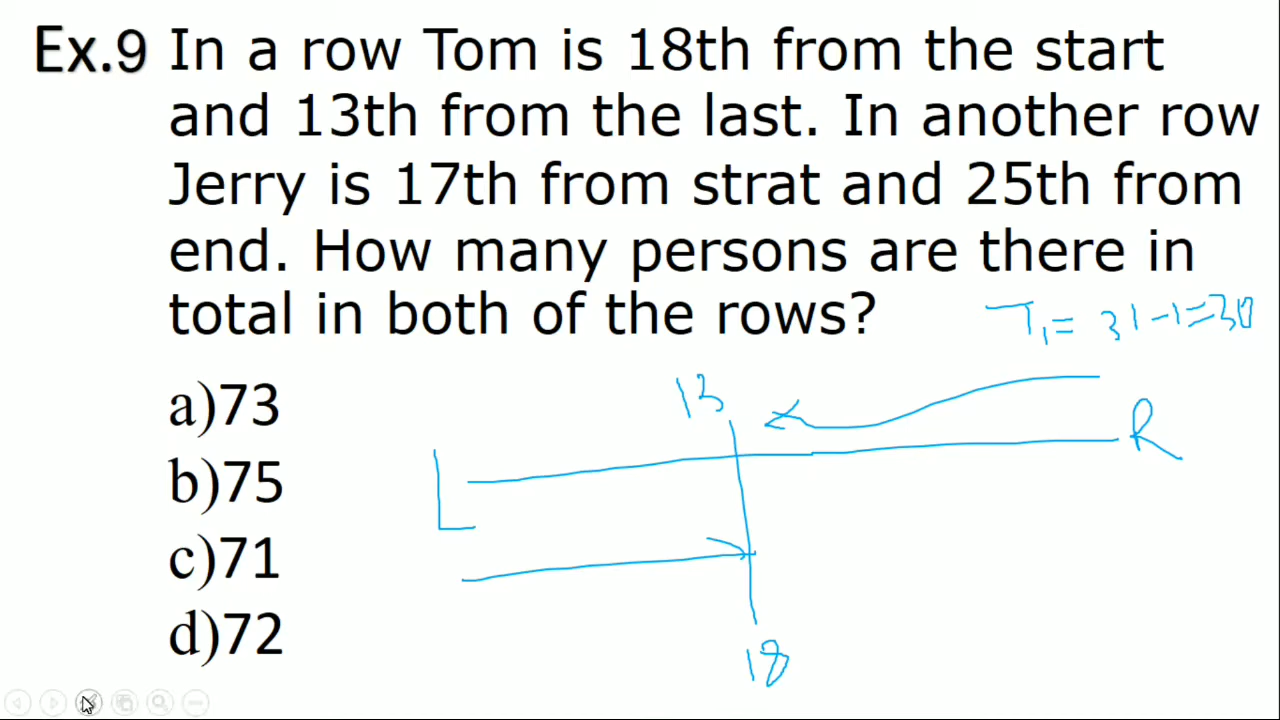 Ex.9 In a row Tom is 18th from the start
and 13th from the last. In another row
Jerry is 17th from strat and 25th from
end. How many persons are there in
total in both of the rows?
T₁= 31-1=30
a)73
13
R
b)75
L
c)71
d)72
18